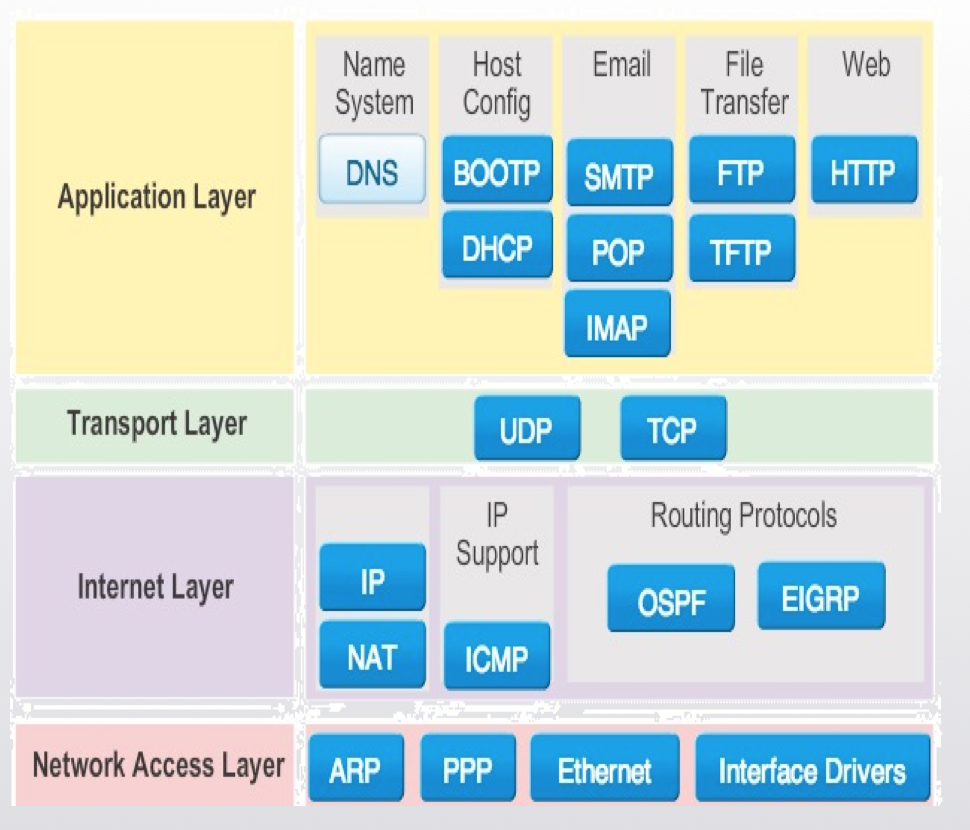 Application Layer
Name
System
DNS
Host
Config
BOOTP
DHCP
Email
SMTP
POP
IMAP
File
Transfer
FTP
TFTP
Web
HTTP
Transport Layer
UDP
TCP
Internet Layer
IP
NAT
IP
Support
ICMP
Routing Protocols
OSPF
EIGRP
Network Access Layer
ARP
PPP
Ethernet
Interface Drivers